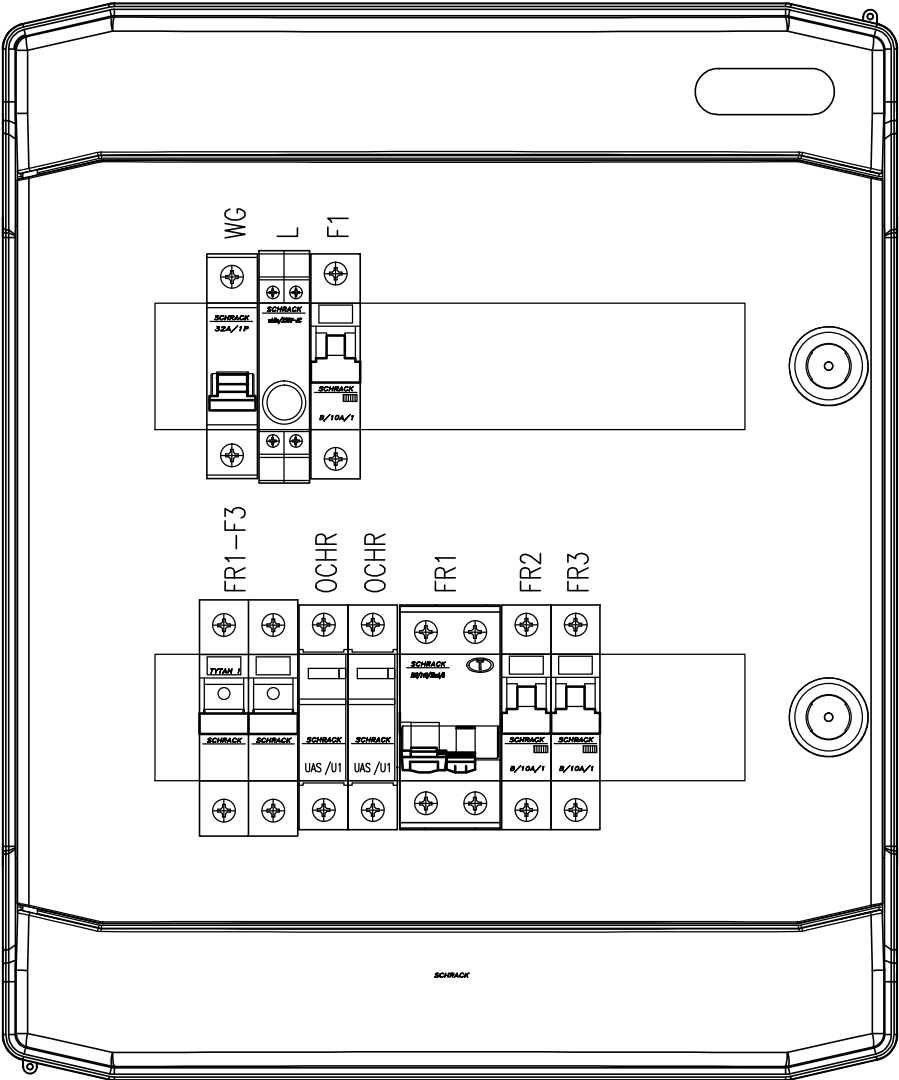 WG
L
F1
SCHRACK
32A/1P
SCHRACK
SCHRACK
B/10A/1
FR1-F3
OCHR
OCHR
FR1
FR2
FR3
SCHRACK
SCHRACK
SCHRACK
SCHRACK
UAS /U1
UAS /U1
SCHRACK
SCHRACK
SCHRACK
B/10A/1
B/10A/1
SCHRACK